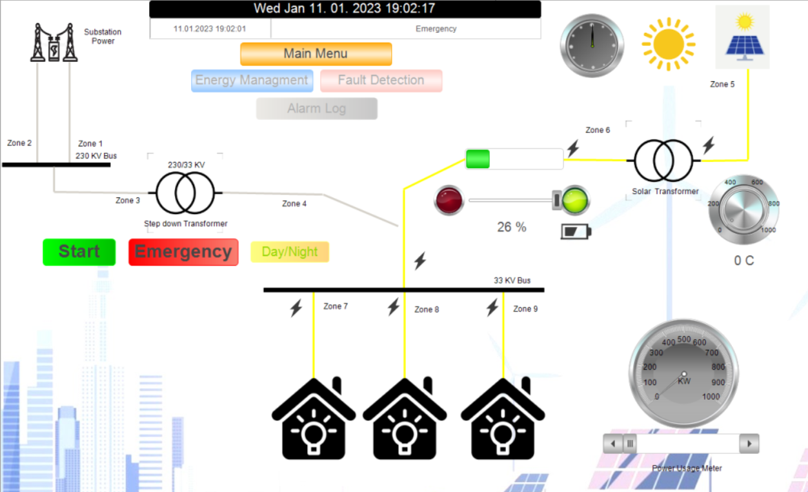 Wed Jan 11. 01. 2023 19:02:17
11.01.2023 19:02:01
Emergency
Substation
Power
Main Menu
Energy Managment
Fault Detection
Alarm Log
Zone 5
Zone 6
Zone 2
Zone 1
230 KV Bus
230/33 KV
Zone 3
Zone 4
Step down Transformer
Solar Transformer
400 600
200 800
0 1000
0 C
26 %
Start
Emergency
Day/Night
33 KV Bus
Zone 7
Zone 8
Zone 9
400 500 600
300 700
200 800
100 900
0 1000
KW
Power Usage Meter